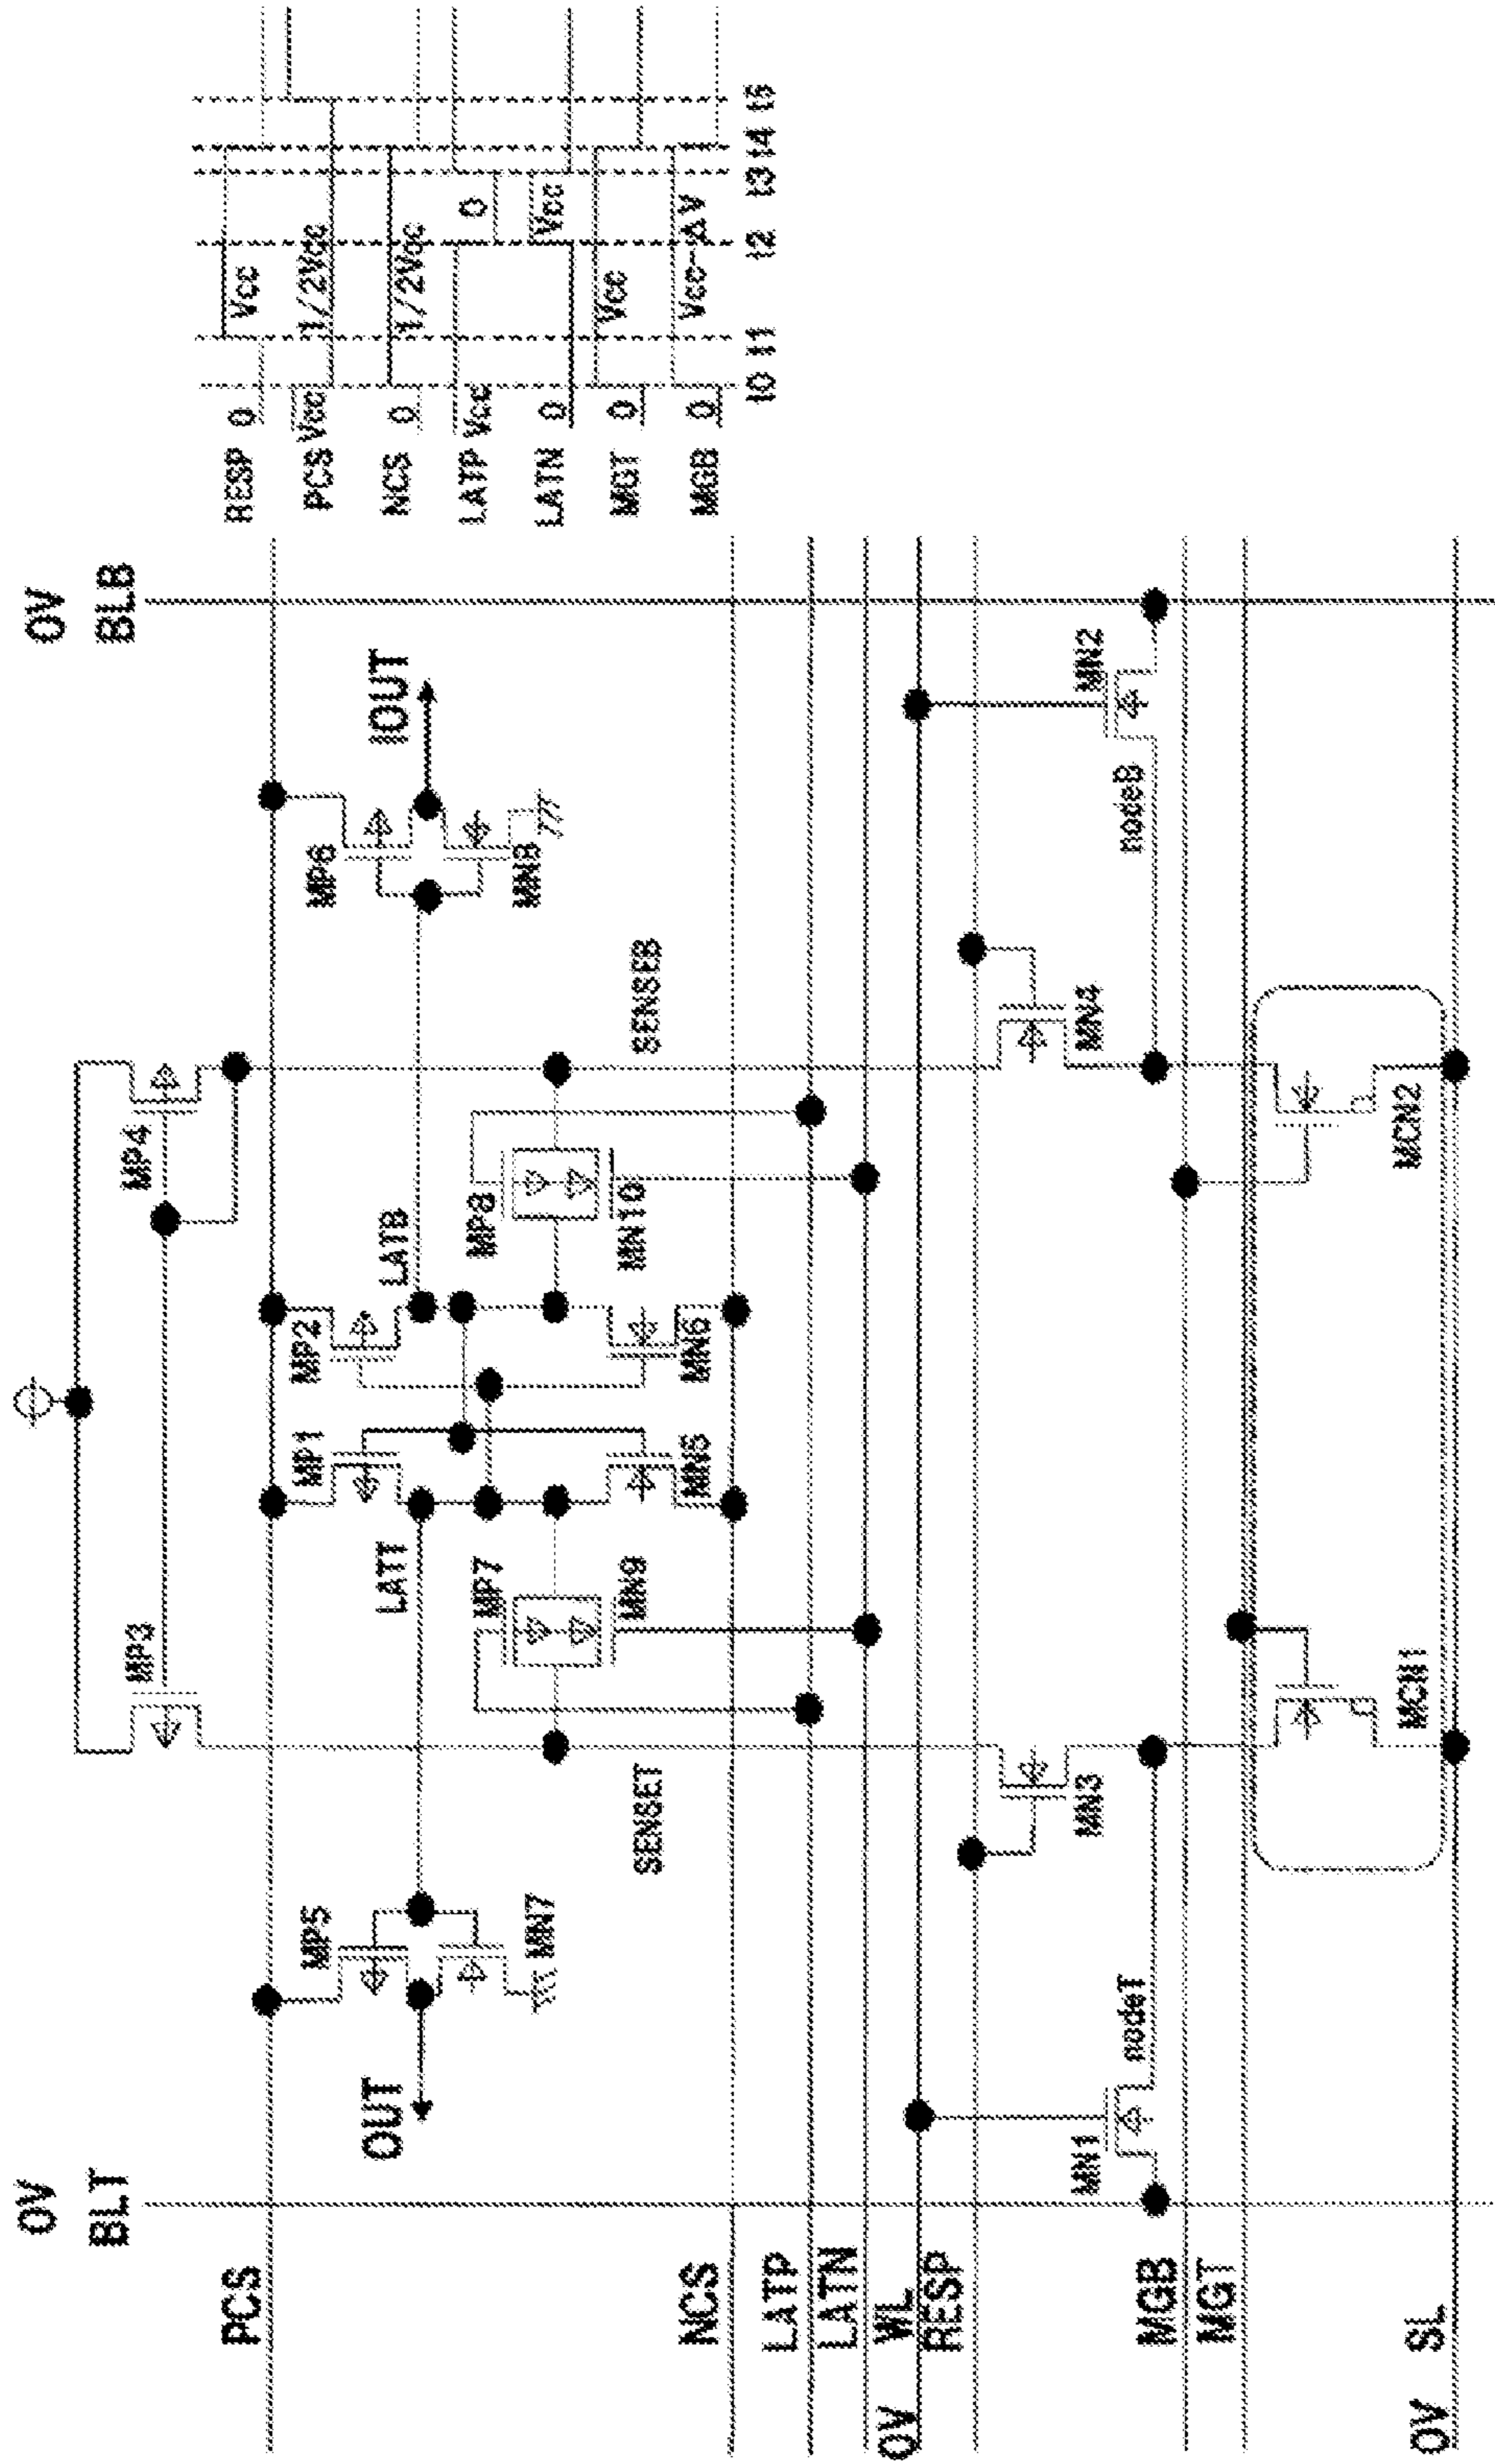 0V
BLT
0V
BLB
MP3
MP4
PCS
MP5
MP1
MP2
MP6
OUT
LATT
LATB
IOUT
MN7
MP7
MP8
MN8
MN9
MN10
MN5
MN6
SENSET
SENSEB
NCS
LATP
LATN
0V WL
RESP
MN1
nodeT
MN3
MN4
nodeB
MN2
MGB
MGT
MCN1
MCN2
0V SL
RESP 0 Vcc
PCS Vcc 1/2Vcc
NCS 0 1/2Vcc
LATP Vcc 0
LATN 0 Vcc
MGT 0 Vcc
MGB 0 Vcc-ΔV
t0 t1 t2 t3 t4 t5